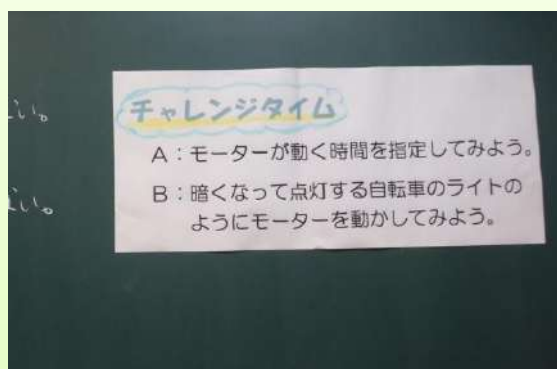 チャレンジタイム
A：モーターが動く時間を指定してみよう。
B：暗くなって点灯する自転車のライトの
ようにモーターを動かしてみよう。
い。
い。